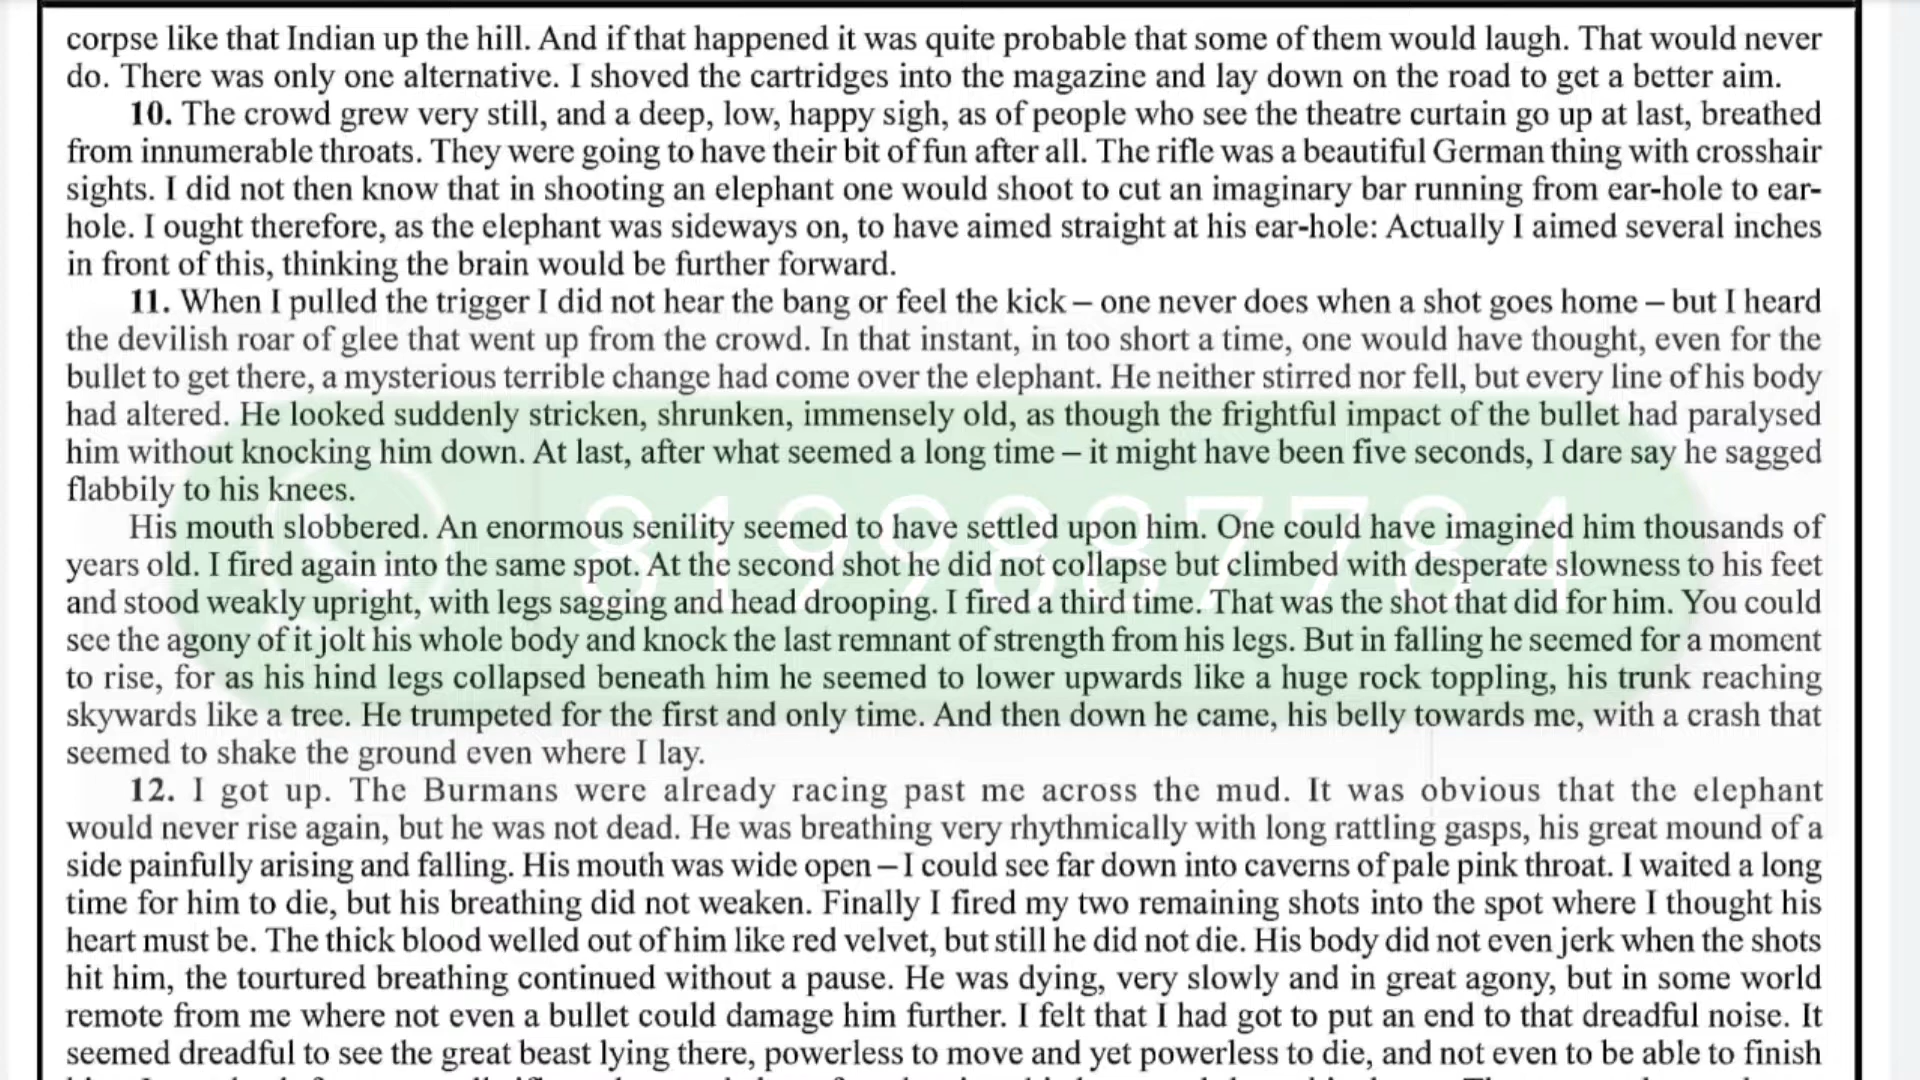 corpse like that Indian up the hill. And if that happened it was quite probable that some of them would laugh. That would never
do. There was only one alternative. I shoved the cartridges into the magazine and lay down on the road to get a better aim.
10. The crowd grew very still, and a deep, low, happy sigh, as of people who see the theatre curtain go up at last, breathed
from innumerable throats. They were going to have their bit of fun after all. The rifle was a beautiful German thing with crosshair
sights. I did not then know that in shooting an elephant one would shoot to cut an imaginary bar running from ear-hole to ear-
hole. I ought therefore, as the elephant was sideways on, to have aimed straight at his ear-hole: Actually I aimed several inches
in front of this, thinking the brain would be further forward.
11. When I pulled the trigger I did not hear the bang or feel the kick – one never does when a shot goes home – but I heard
the devilish roar of glee that went up from the crowd. In that instant, in too short a time, one would have thought, even for the
bullet to get there, a mysterious terrible change had come over the elephant. He neither stirred nor fell, but every line of his body
had altered. He looked suddenly stricken, shrunken, immensely old, as though the frightful impact of the bullet had paralysed
him without knocking him down. At last, after what seemed a long time – it might have been five seconds, I dare say he sagged
flabbily to his knees.
His mouth slobbered. An enormous senility seemed to have settled upon him. One could have imagined him thousands of
years old. I fired again into the same spot. At the second shot he did not collapse but climbed with desperate slowness to his feet
and stood weakly upright, with legs sagging and head drooping. I fired a third time. That was the shot that did for him. You could
see the agony of it jolt his whole body and knock the last remnant of strength from his legs. But in falling he seemed for a moment
to rise, for as his hind legs collapsed beneath him he seemed to lower upwards like a huge rock toppling, his trunk reaching
skywards like a tree. He trumpeted for the first and only time. And then down he came, his belly towards me, with a crash that
seemed to shake the ground even where I lay.
12. I got up. The Burmans were already racing past me across the mud. It was obvious that the elephant
would never rise again, but he was not dead. He was breathing very rhythmically with long rattling gasps, his great mound of a
side painfully arising and falling. His mouth was wide open – I could see far down into caverns of pale pink throat. I waited a long
time for him to die, but his breathing did not weaken. Finally I fired my two remaining shots into the spot where I thought his
heart must be. The thick blood welled out of him like red velvet, but still he did not die. His body did not even jerk when the shots
hit him, the tourtured breathing continued without a pause. He was dying, very slowly and in great agony, but in some world
remote from me where not even a bullet could damage him further. I felt that I had got to put an end to that dreadful noise. It
seemed dreadful to see the great beast lying there, powerless to move and yet powerless to die, and not even to be able to finish
8199887784